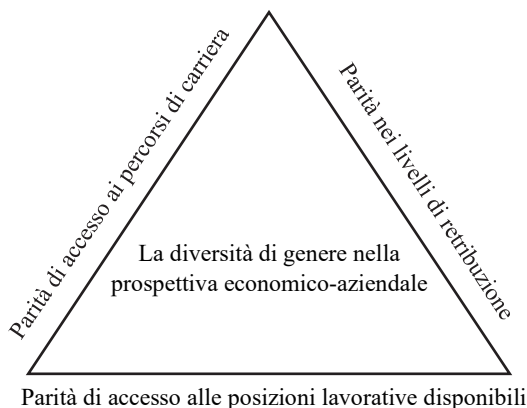 Parità di accesso ai percorsi di carriera
Parità nei livelli di retribuzione
La diversità di genere nella
prospettiva economico-aziendale
Parità di accesso alle posizioni lavorative disponibili